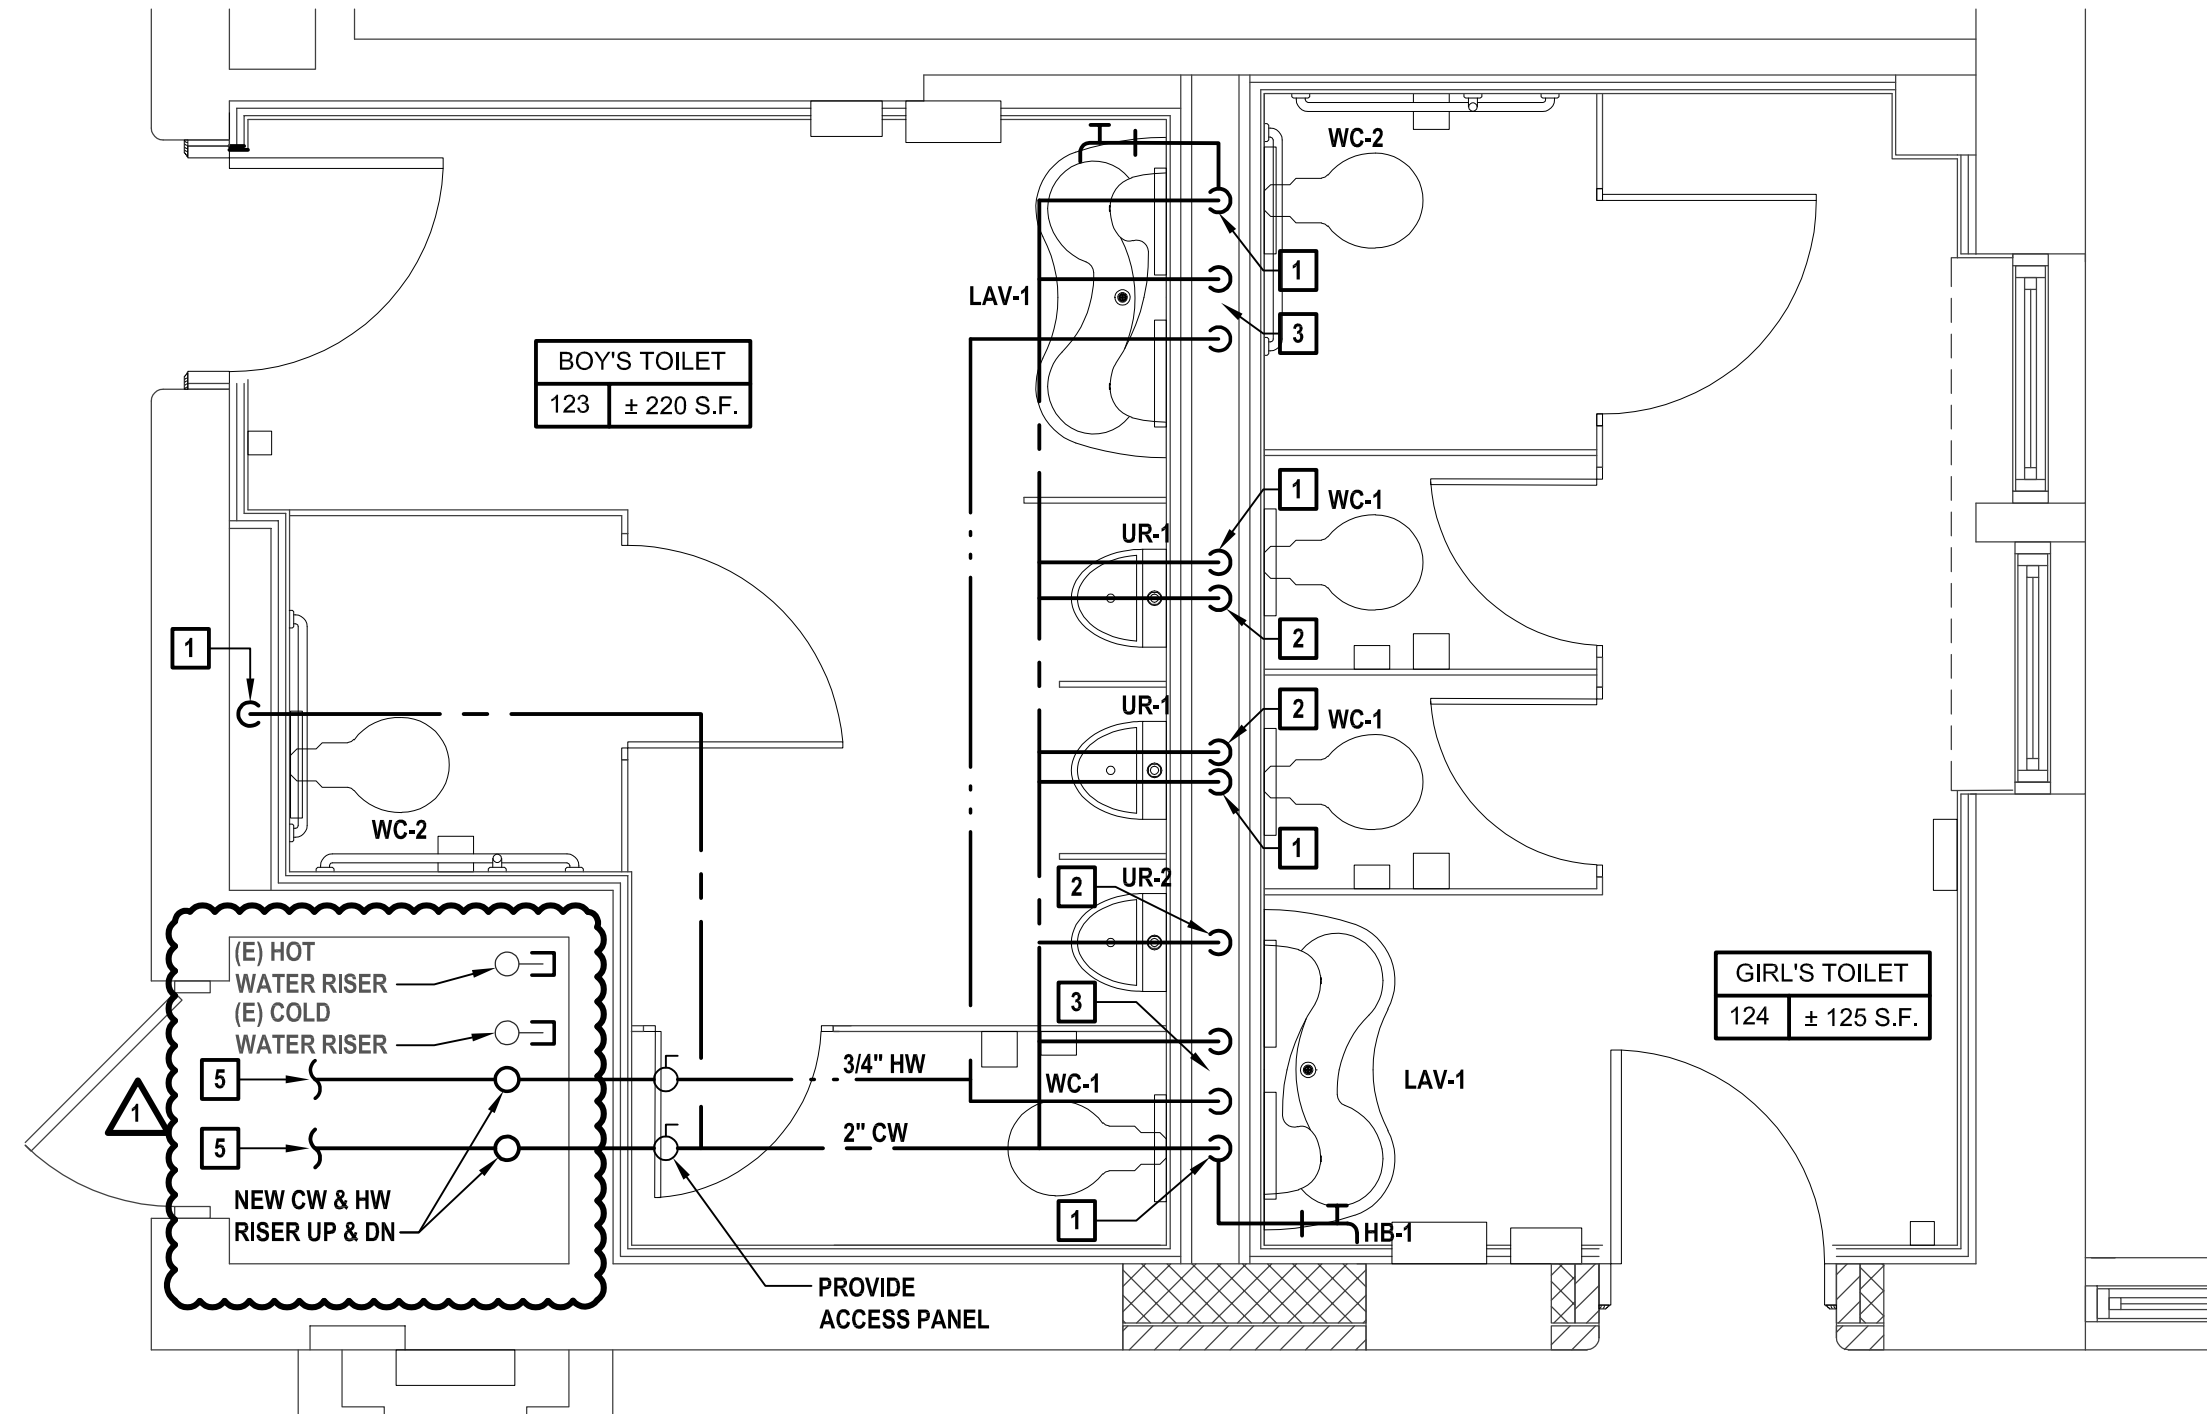 WC-2
1
LAV-1
3
BOY'S TOILET
123 ± 220 S.F.
1
WC-1
UR-1
1
2
UR-1
2
WC-1
WC-2
1
2
UR-2
(E) HOT
WATER RISER
(E) COLD
WATER RISER
3
GIRL'S TOILET
124 ± 125 S.F.
5
3/4" HW
WC-1
LAV-1
1
5
2" CW
NEW CW & HW
RISER UP & DN
1
HB-1
PROVIDE
ACCESS PANEL